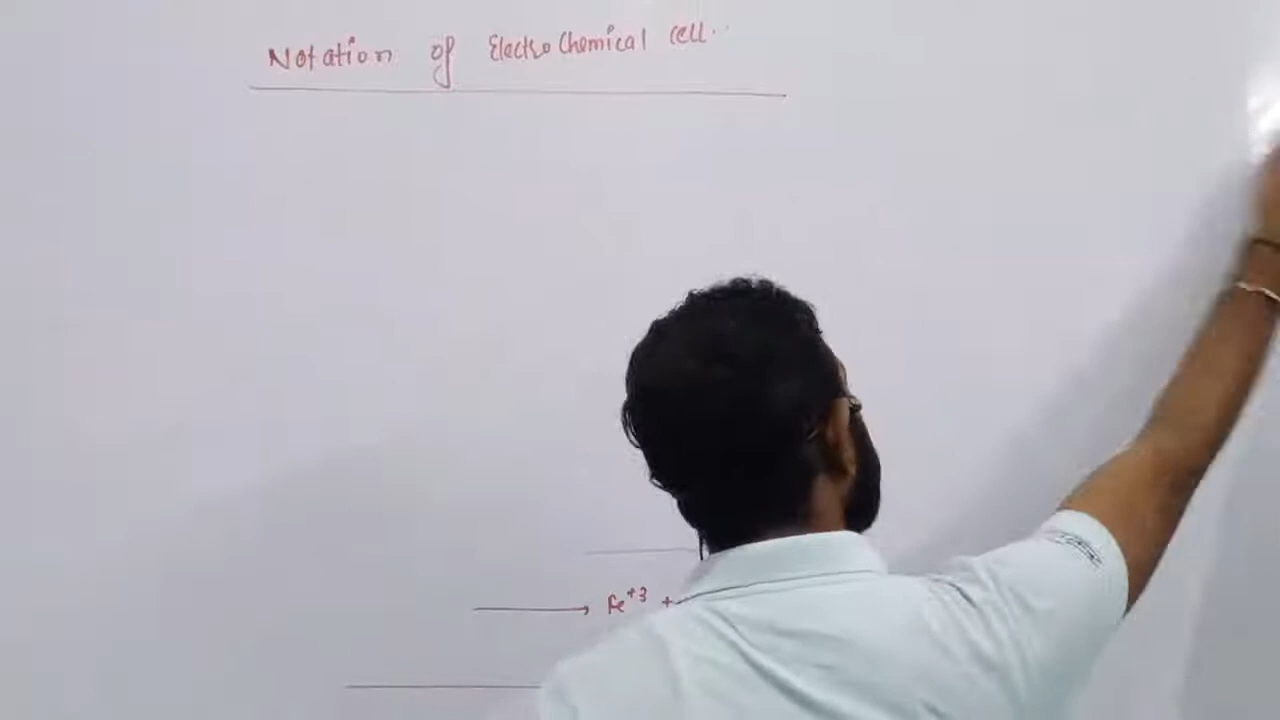 Notation of Electro Chemical cell..
⟶ Fe⁺³ +